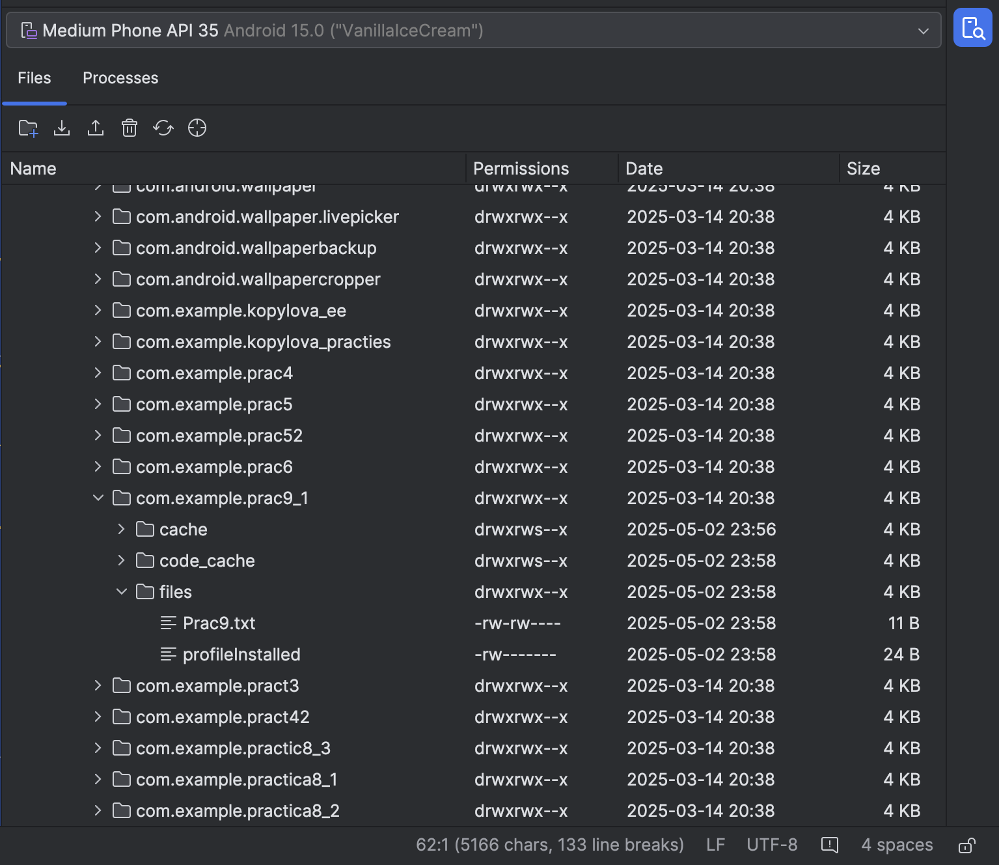 Medium Phone API 35 Android 15.0 ("VanillaIceCream")
Files Processes
Name Permissions Date Size
com.android.wallpaper drwxrwx--x 2025-03-14 20:38 4 KB
com.android.wallpaper.livepicker drwxrwx--x 2025-03-14 20:38 4 KB
com.android.wallpaperbackup drwxrwx--x 2025-03-14 20:38 4 KB
com.android.wallpapercropper drwxrwx--x 2025-03-14 20:38 4 KB
com.example.kopylova_ee drwxrwx--x 2025-03-14 20:38 4 KB
com.example.kopylova_practies drwxrwx--x 2025-03-14 20:38 4 KB
com.example.prac4 drwxrwx--x 2025-03-14 20:38 4 KB
com.example.prac5 drwxrwx--x 2025-03-14 20:38 4 KB
com.example.prac52 drwxrwx--x 2025-03-14 20:38 4 KB
com.example.prac6 drwxrwx--x 2025-03-14 20:38 4 KB
com.example.prac9_1 drwxrwx--x 2025-03-14 20:38 4 KB
cache drwxrws--x 2025-05-02 23:56 4 KB
code_cache drwxrws--x 2025-05-02 23:58 4 KB
files drwxrwx--x 2025-05-02 23:58 4 KB
Prac9.txt -rw-rw---- 2025-05-02 23:58 11 B
profileInstalled -rw------- 2025-05-02 23:58 24 B
com.example.pract3 drwxrwx--x 2025-03-14 20:38 4 KB
com.example.pract42 drwxrwx--x 2025-03-14 20:38 4 KB
com.example.practic8_3 drwxrwx--x 2025-03-14 20:38 4 KB
com.example.practica8_1 drwxrwx--x 2025-03-14 20:38 4 KB
com.example.practica8_2 drwxrwx--x 2025-03-14 20:38 4 KB
62:1 (5166 chars, 133 line breaks) LF UTF-8 4 spaces